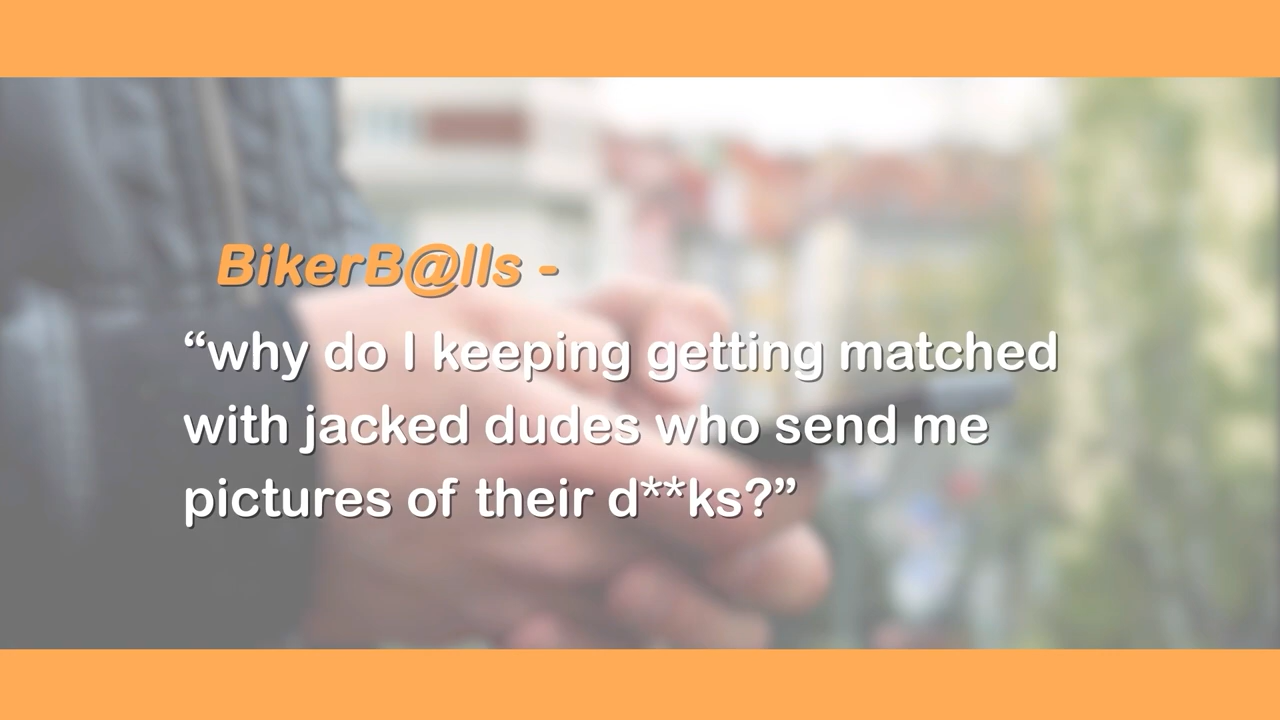 BikerB@lls -
“why do I keeping getting matched
with jacked dudes who send me
pictures of their d**ks?”